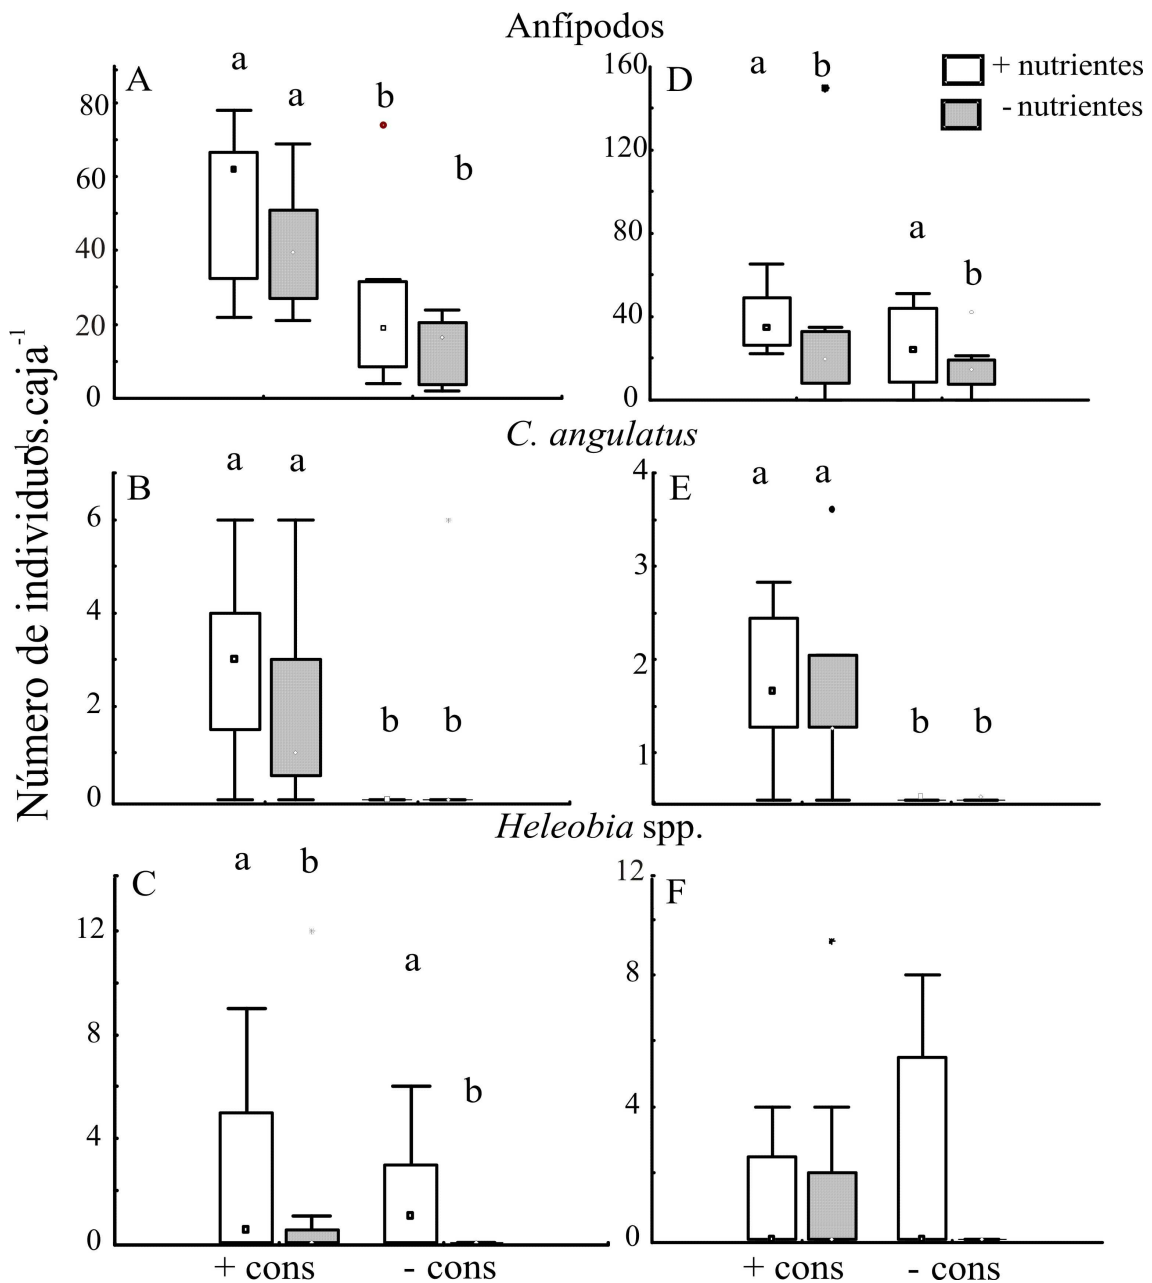 Anfípodos
A
a
a
b
b
80
60
40
20
0
D
a
b
a
b
160
120
80
40
0
+ nutrientes
- nutrientes
Número de individuos.caja-1
C. angulatus
B
a
a
b
b
6
4
2
0
E
a
a
b
b
4
3
2
1
Heleobia spp.
C
a
b
a
b
12
8
4
0
F
12
8
4
0
+ cons
- cons
+ cons
- cons